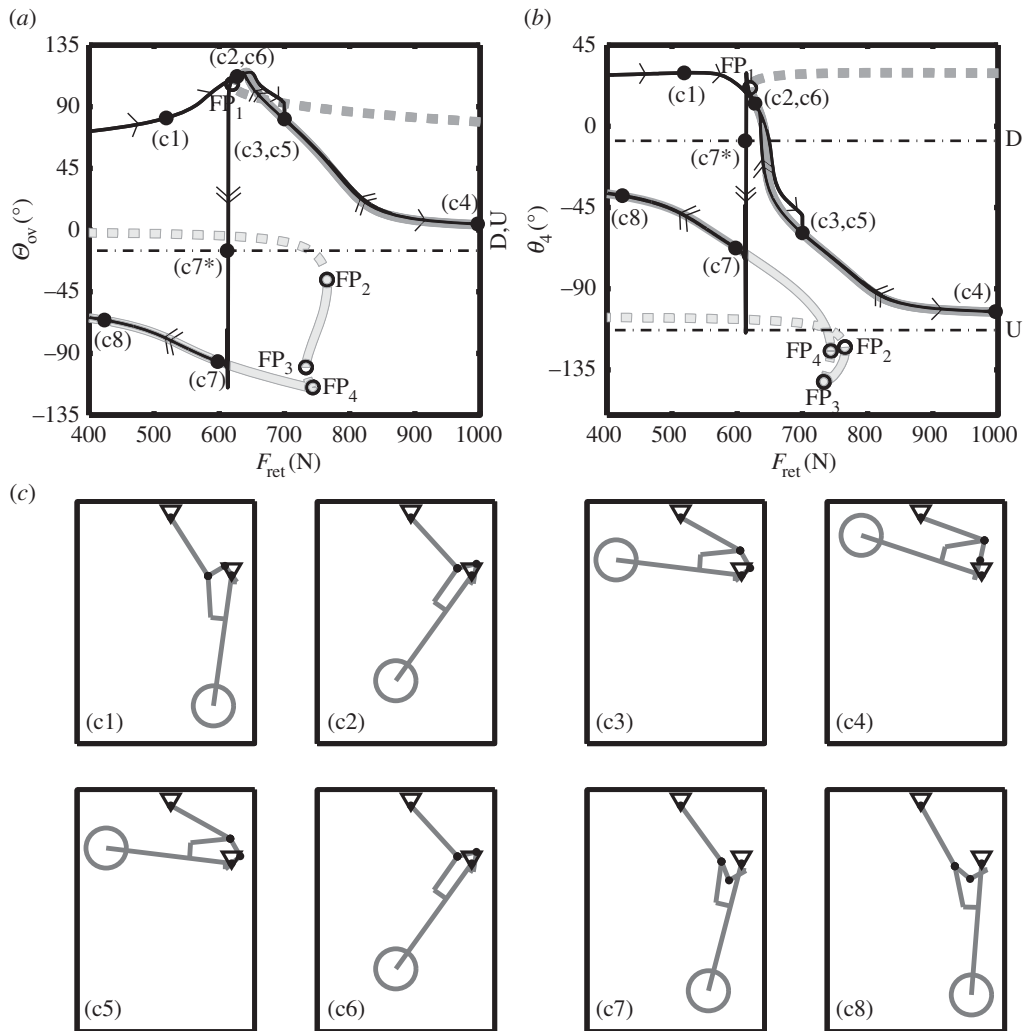 (a)
(b)
135
90
45
0
−45
−90
−135
Θov (°)
400 500 600 700 800 900 1000
Fret (N)
(c1)
(c2,c6)
FP1
(c3,c5)
(c4)
(c7*)
FP2
FP3
FP4
(c7)
(c8)
D, U
45
0
−45
−90
−135
θ4 (°)
400 500 600 700 800 900 1000
Fret (N)
(c1)
FP1
(c2,c6)
(c7*)
D
(c8)
(c3,c5)
(c7)
(c4)
U
FP4
FP2
FP3
(c)
(c1)
(c2)
(c3)
(c4)
(c5)
(c6)
(c7)
(c8)